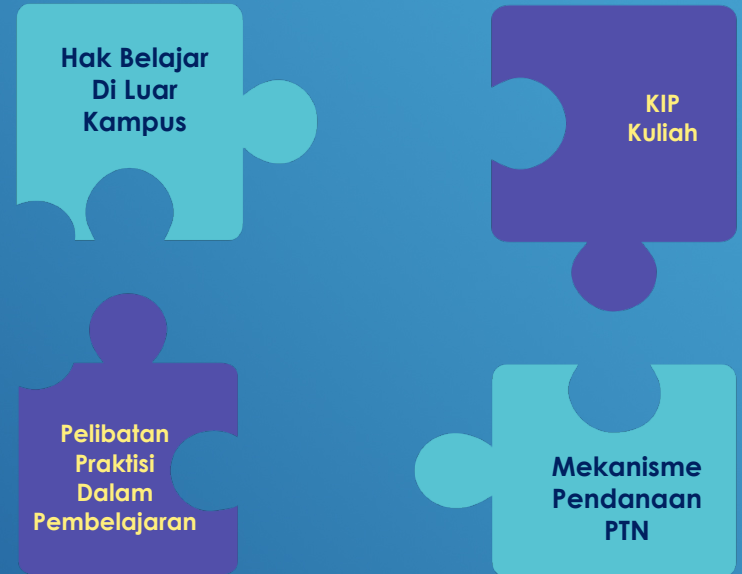 Hak Belajar
Di Luar
Kampus
KIP
Kuliah
Pelibatan
Praktisi
Dalam
Pembelajaran
Mekanisme
Pendanaan
PTN